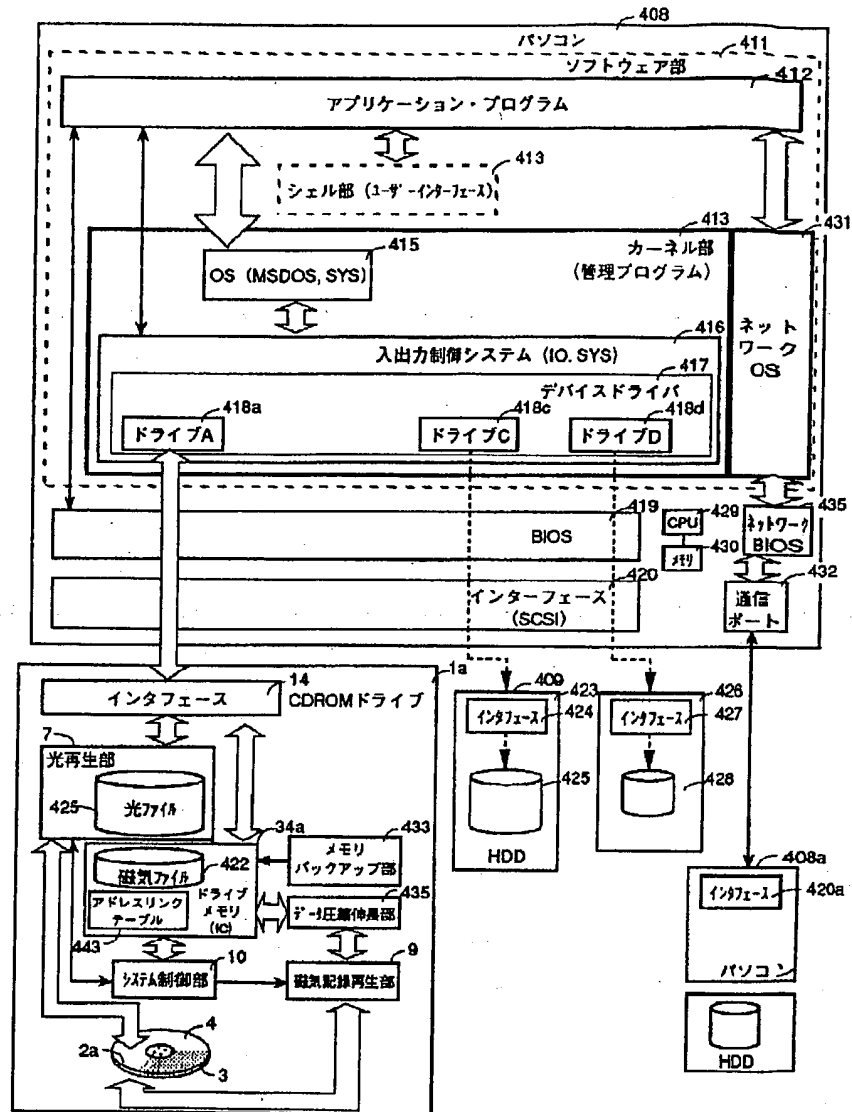 408
パソコン
411
ソフトウェア部
412
アプリケーション・プログラム
413
シェル部 (ユーザーインターフェース)
413
カーネル部
(管理プログラム)
431
ネット
ワーク
OS
415
OS (MSDOS, SYS)
416
入出力制御システム (IO. SYS)
417
デバイスドライバ
418a
ドライブA
418c
ドライブC
418d
ドライブD
419
BIOS
429
CPU
430
メモリ
435
ネットワーク
BIOS
420
インターフェース
(SCSI)
432
通信
ポート
1a
14
インタフェース
CDROMドライブ
7
光再生部
425
光ファイル
34a
422
磁気ファイル
アドレスリンク
テーブル
443
ドライブ
メモリ
(IC)
433
メモリ
バックアップ部
435
データ圧縮伸長部
10
システム制御部
9
磁気記録再生部
4
2a
3
409
423
インタフェース
424
425
HDD
426
インタフェース
427
428
408a
インタフェース
420a
パソコン
HDD